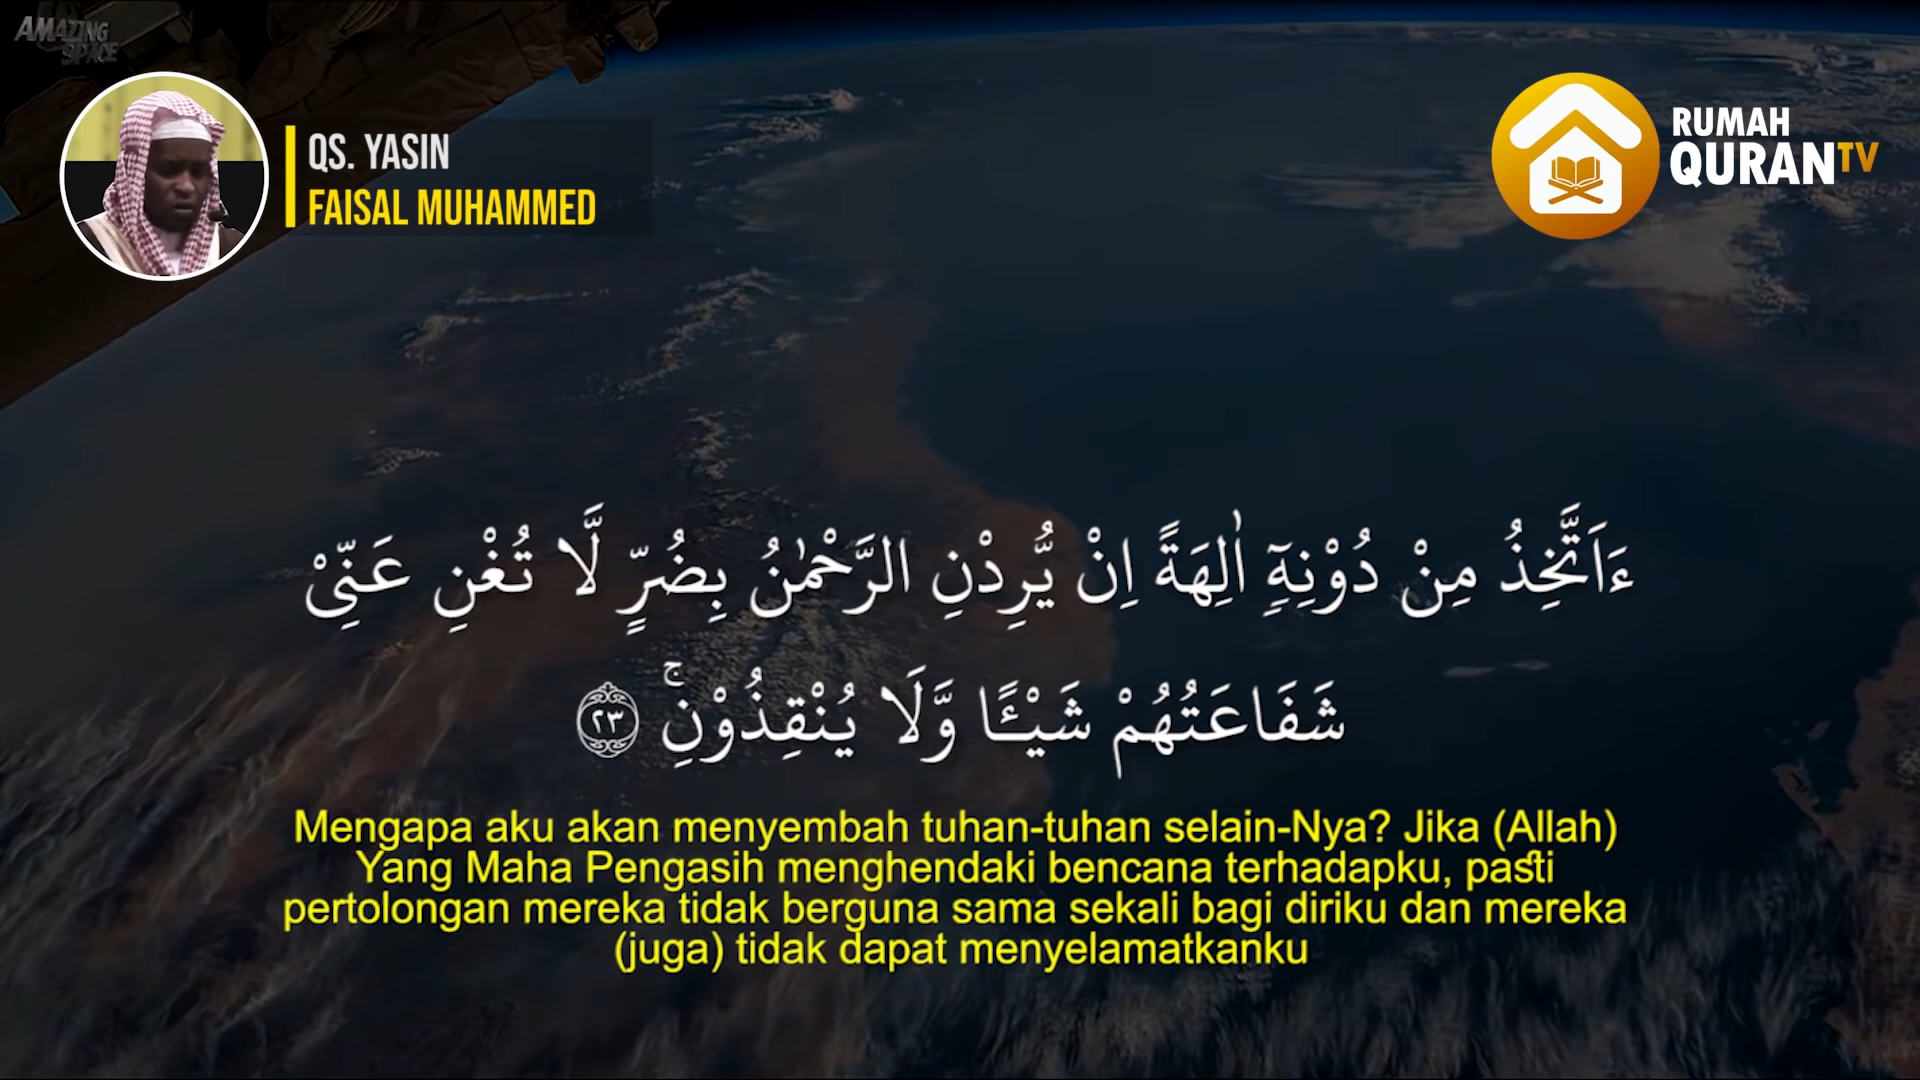 AMAZING
SPACE
QS. YASIN
FAISAL MUHAMMED
RUMAH
QURANTV
ءَاَتَّخِذُ مِنْ دُوْنِهٖٓ اٰلِهَةً اِنْ يُّرِدْنِ الرَّحْمٰنُ بِضُرٍّ لَّا تُغْنِ عَنِّيْ
شَفَاعَتُهُمْ شَيْـًٔا وَّلَا يُنْقِذُوْنِۚ ٢٣
Mengapa aku akan menyembah tuhan-tuhan selain-Nya? Jika (Allah)
Yang Maha Pengasih menghendaki bencana terhadapku, pasti
pertolongan mereka tidak berguna sama sekali bagi diriku dan mereka
(juga) tidak dapat menyelamatkanku